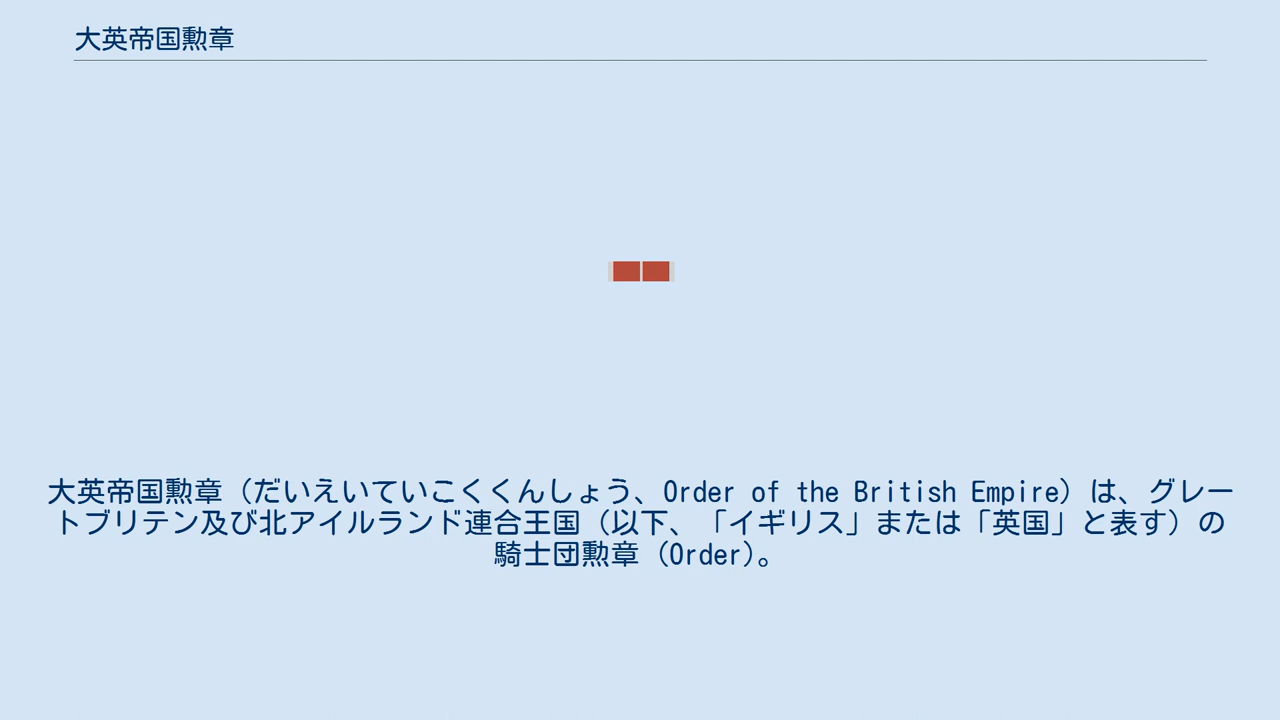 大英帝国勲章
大英帝国勲章（だいえいていこくくんしょう、Order of the British Empire）は、グレー
トブリテン及び北アイルランド連合王国（以下、「イギリス」または「英国」と表す）の
騎士団勲章（Order）。